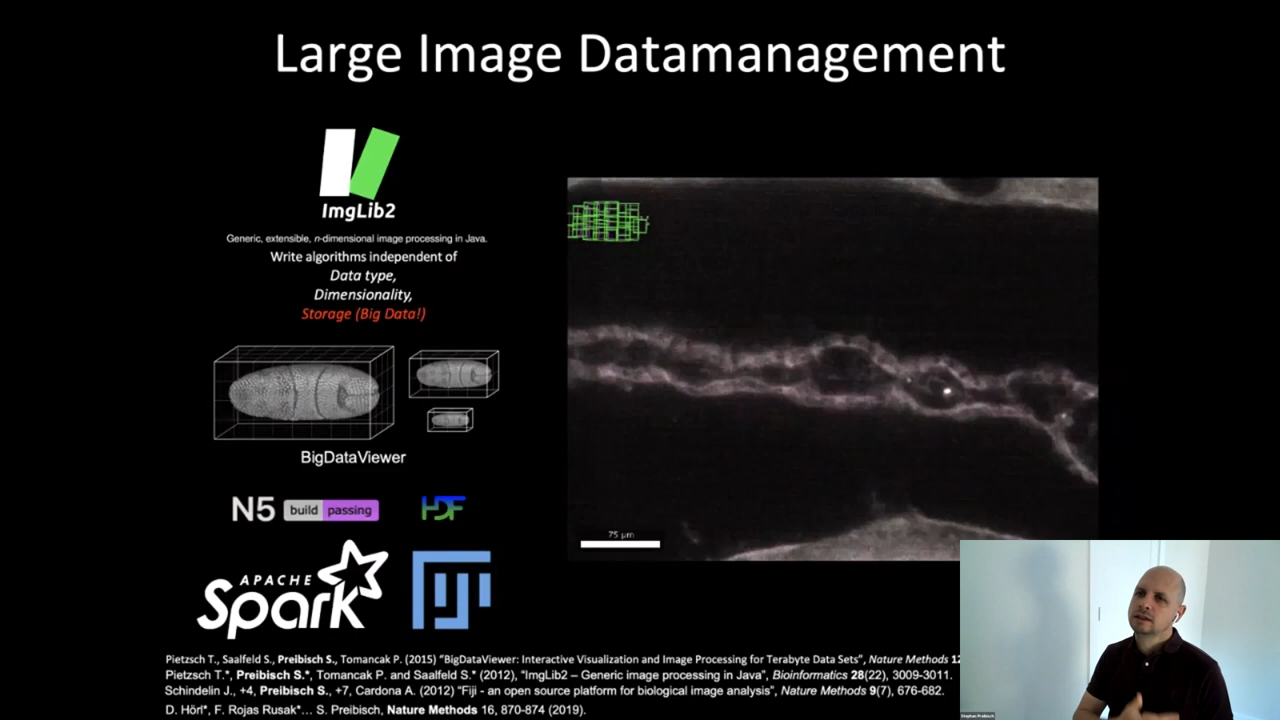 Large Image Datamanagement
ImgLib2
Generic, extensible, n-dimensional image processing in Java.
Write algorithms independent of
Data type,
Dimensionality,
Storage (Big Data!)
BigDataViewer
N5 build passing
HDF
APACHE
Spark
FIJI
75 µm
Pietzsch T., Saalfeld S., Preibisch S., Tomancak P. (2015) “BigDataViewer: Interactive Visualization and Image Processing for Terabyte Data Sets”, Nature Methods 12
Pietzsch T.*, Preibisch S.*, Tomancak P. and Saalfeld S.* (2012), “ImgLib2 – Generic image processing in Java”, Bioinformatics 28(22), 3009-3011.
Schindelin J., +4, Preibisch S., +7, Cardona A. (2012) “Fiji - an open source platform for biological image analysis”, Nature Methods 9(7), 676-682.
D. Hörl*, F. Rojas Rusak*… S. Preibisch, Nature Methods 16, 870-874 (2019).
Stephan Preibisch